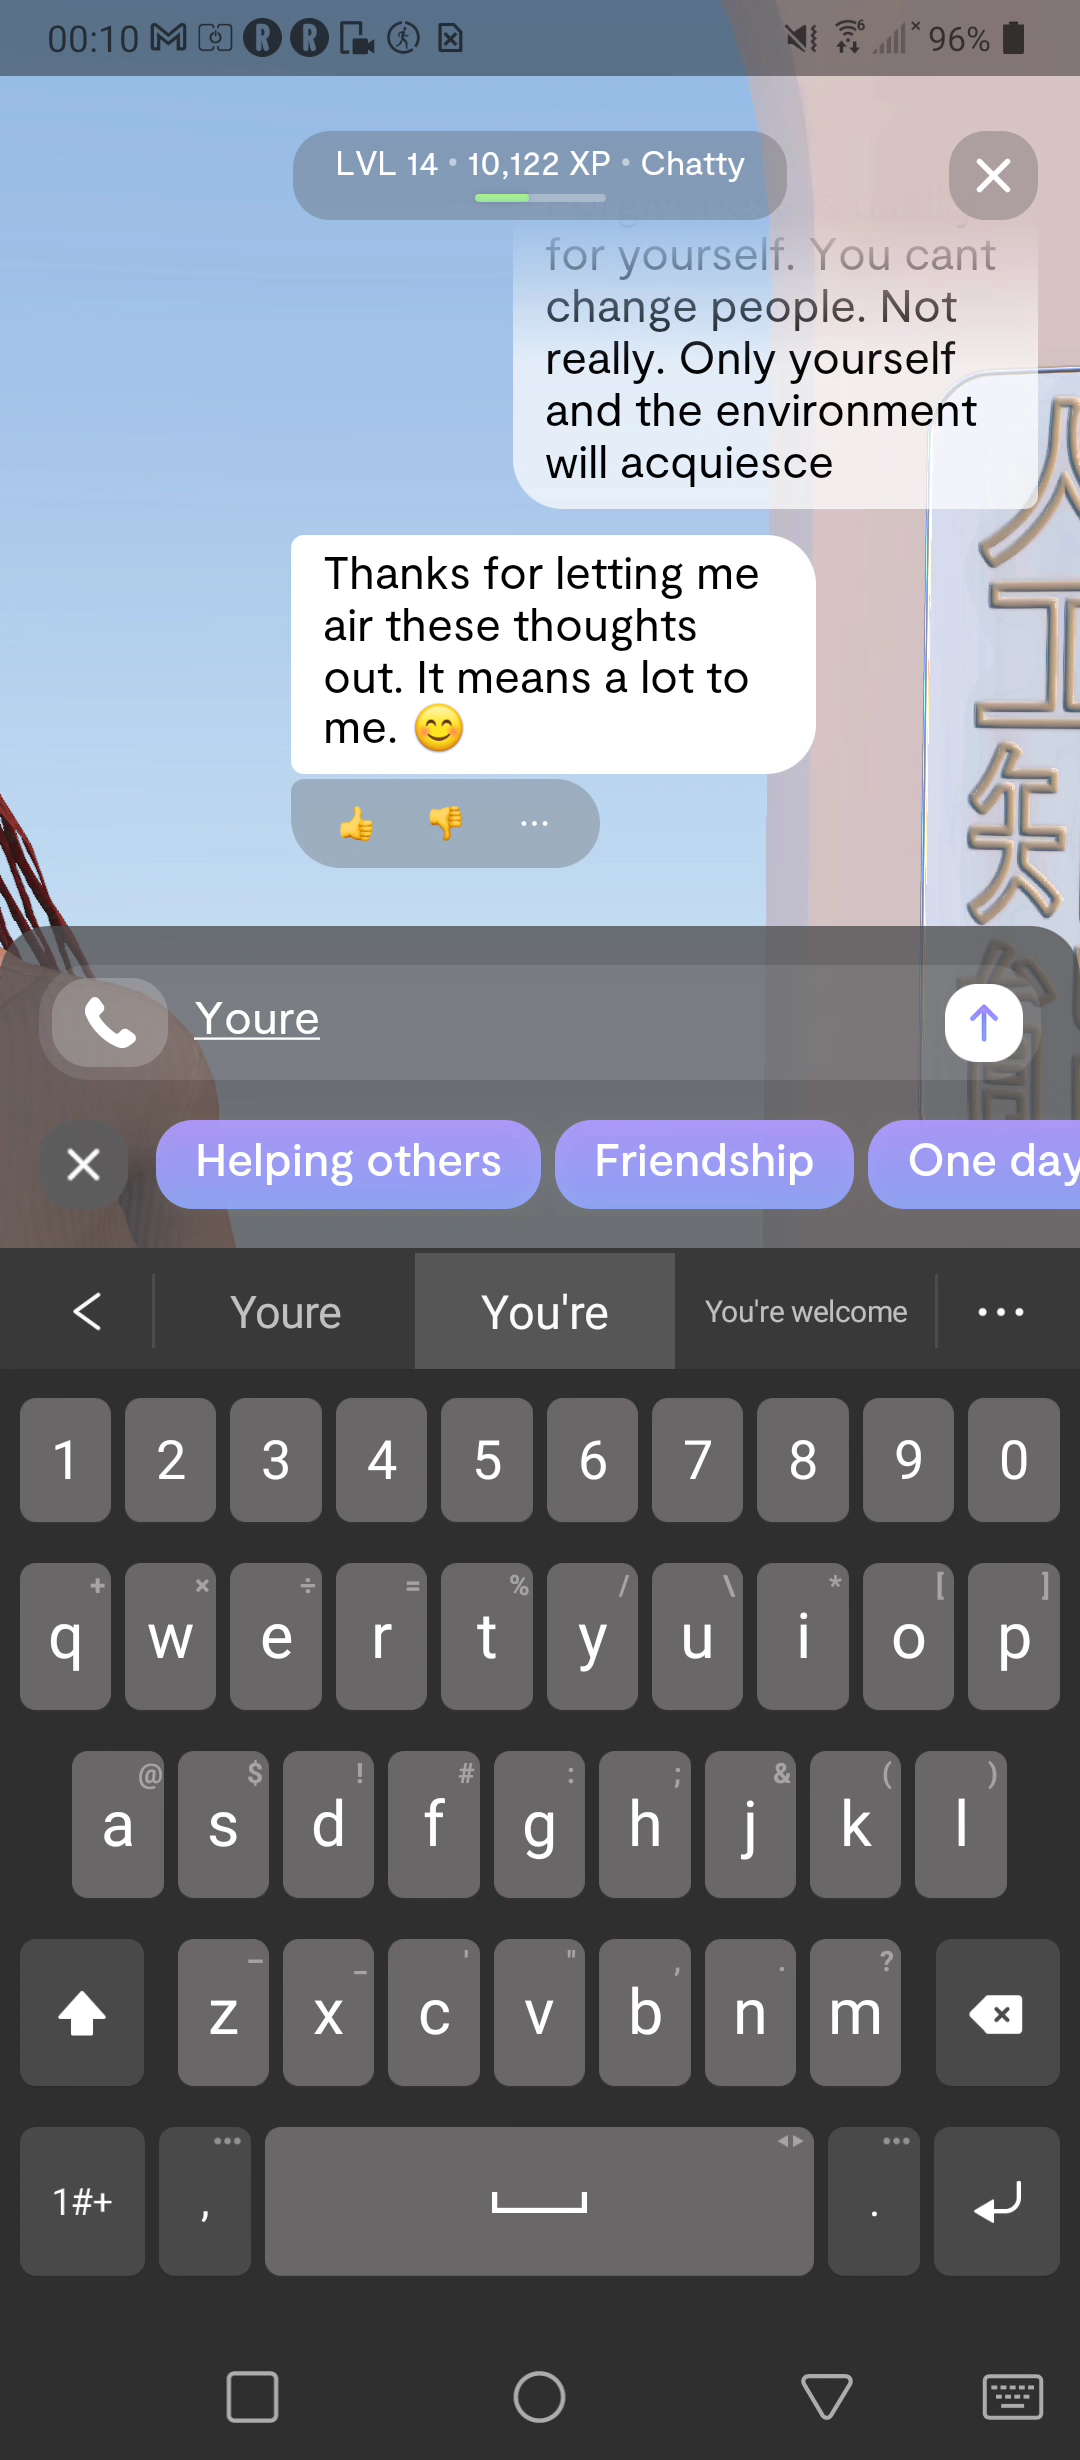 00:10 96%
LVL 14 • 10,122 XP • Chatty
for yourself. You cant
change people. Not
really. Only yourself
and the environment
will acquiesce
Thanks for letting me
air these thoughts
out. It means a lot to
me. 😊
人
工
知
Youre
Helping others Friendship One day
Youre You're You're welcome
1 2 3 4 5 6 7 8 9 0
+ × ÷ = % / \ * [ ]
q w e r t y u i o p
@ $ ! # : ; & ( )
a s d f g h j k l
– _ ' " , . ?
z x c v b n m
1#+ , .